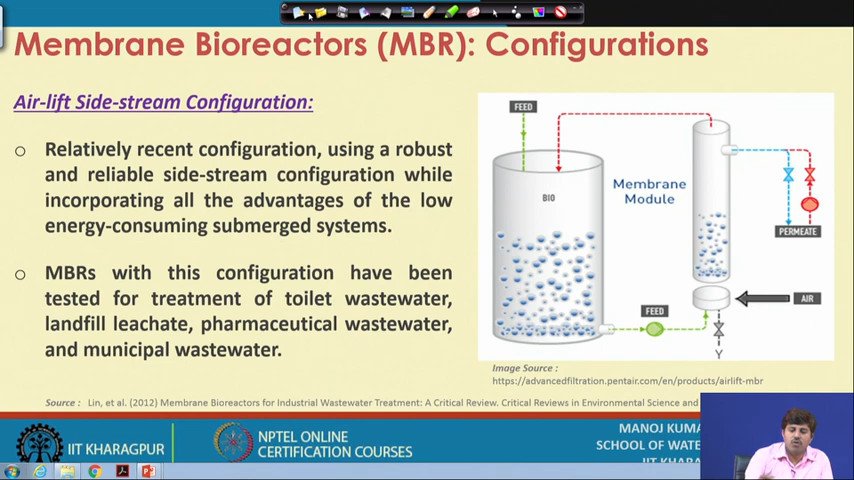 Membrane Bioreactors (MBR): Configurations
Air-lift Side-stream Configuration:
o Relatively recent configuration, using a robust
and reliable side-stream configuration while
incorporating all the advantages of the low
energy-consuming submerged systems.
o MBRs with this configuration have been
tested for treatment of toilet wastewater,
landfill leachate, pharmaceutical wastewater,
and municipal wastewater.
FEED
BIO
Membrane
Module
PERMEATE
FEED
AIR
Y
Image Source :
https://advancedfiltration.pentair.com/en/products/airlift-mbr
Source : Lin, et al. (2012) Membrane Bioreactors for Industrial Wastewater Treatment: A Critical Review. Critical Reviews in Environmental Science and
IIT KHARAGPUR
NPTEL ONLINE
CERTIFICATION COURSES
MANOJ KUMA
SCHOOL OF WATE
IIT KHARA